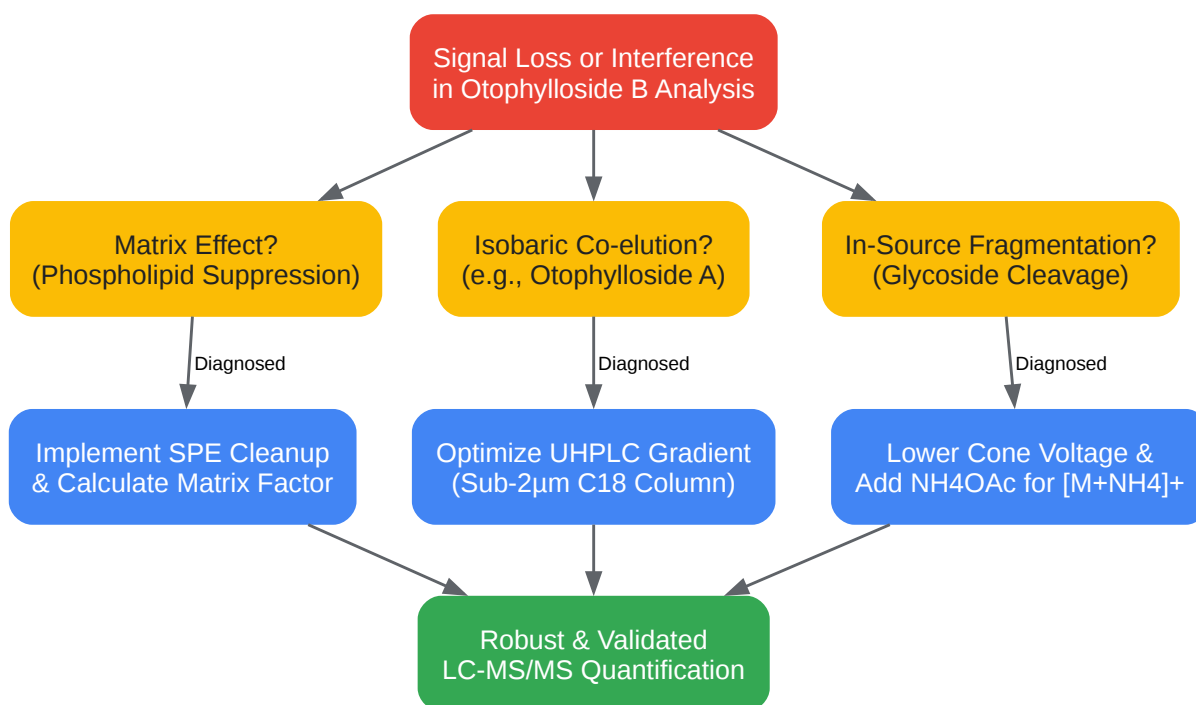 Signal Loss or Interference
in Otophylloside B Analysis
Matrix Effect?
(Phospholipid Suppression)
Isobaric Co-elution?
(e.g., Otophylloside A)
In-Source Fragmentation?
(Glycoside Cleavage)
Diagnosed
Diagnosed
Diagnosed
Implement SPE Cleanup
& Calculate Matrix Factor
Optimize UHPLC Gradient
(Sub-2µm C18 Column)
Lower Cone Voltage &
Add NH4OAc for [M+NH4]+
Robust & Validated
LC-MS/MS Quantification